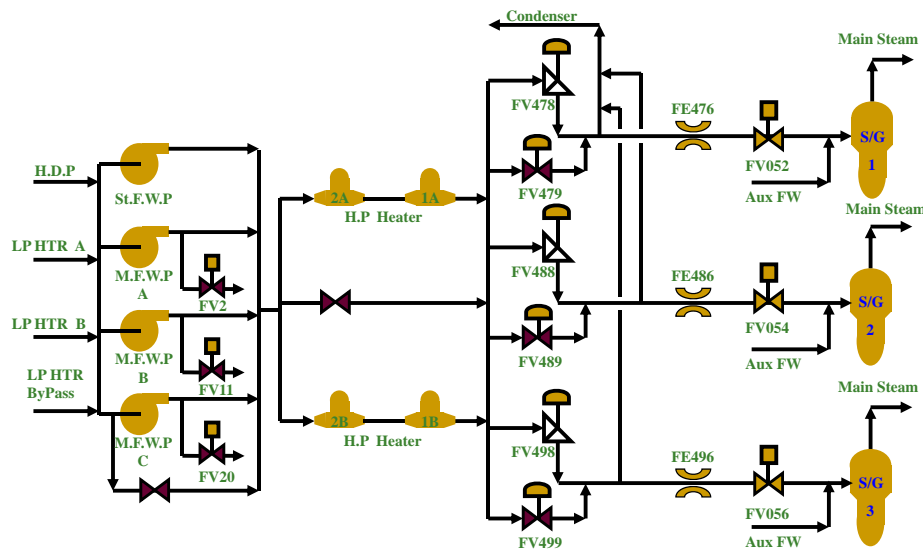 Condenser
Main Steam
FV478
FE476
S/G
1
H.D.P
St.F.W.P
2A
1A
H.P Heater
FV479
FV052
Aux FW
Main Steam
LP HTR A
M.F.W.P
A
FV2
FV488
FE486
S/G
2
LP HTR B
M.F.W.P
B
FV11
FV489
FV054
Aux FW
LP HTR
ByPass
M.F.W.P
C
FV20
2B
1B
H.P Heater
FV498
Main Steam
FE496
S/G
3
FV499
FV056
Aux FW